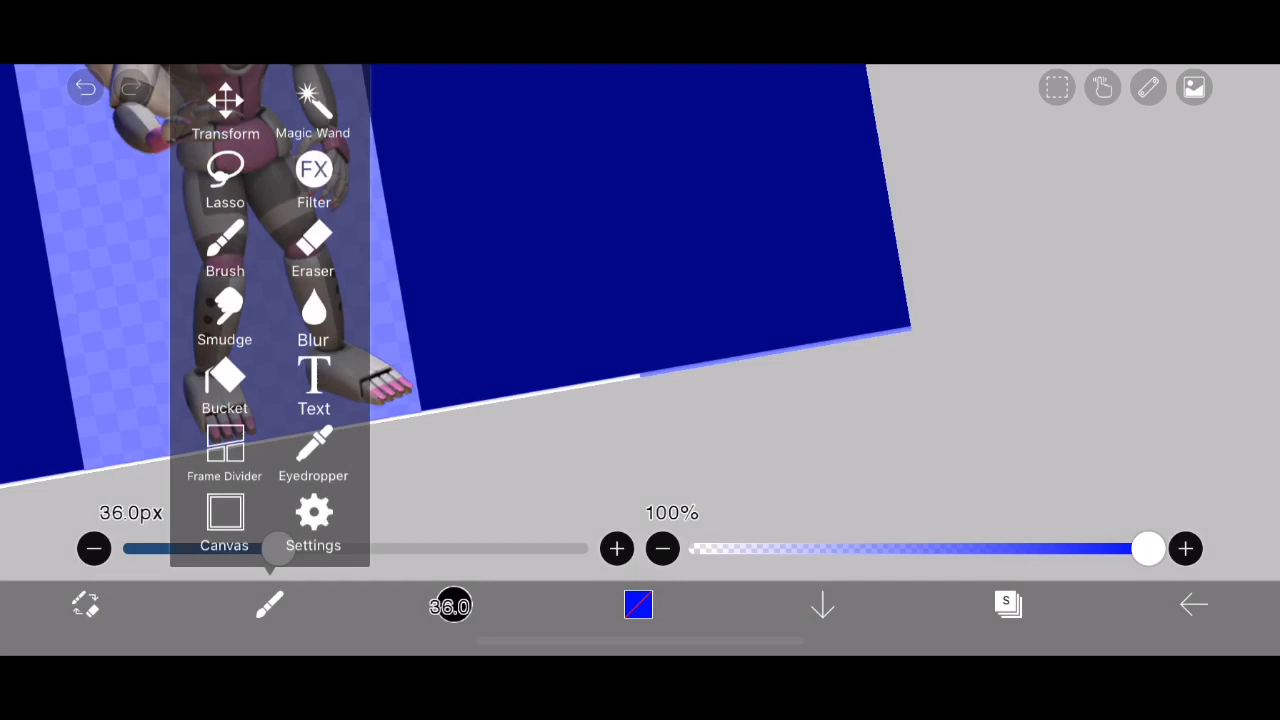 Transform Magic Wand
Lasso FX Filter
Brush Eraser
Smudge Blur
Bucket T Text
Frame Divider Eyedropper
Canvas Settings
36.0px 100%
36.0 S